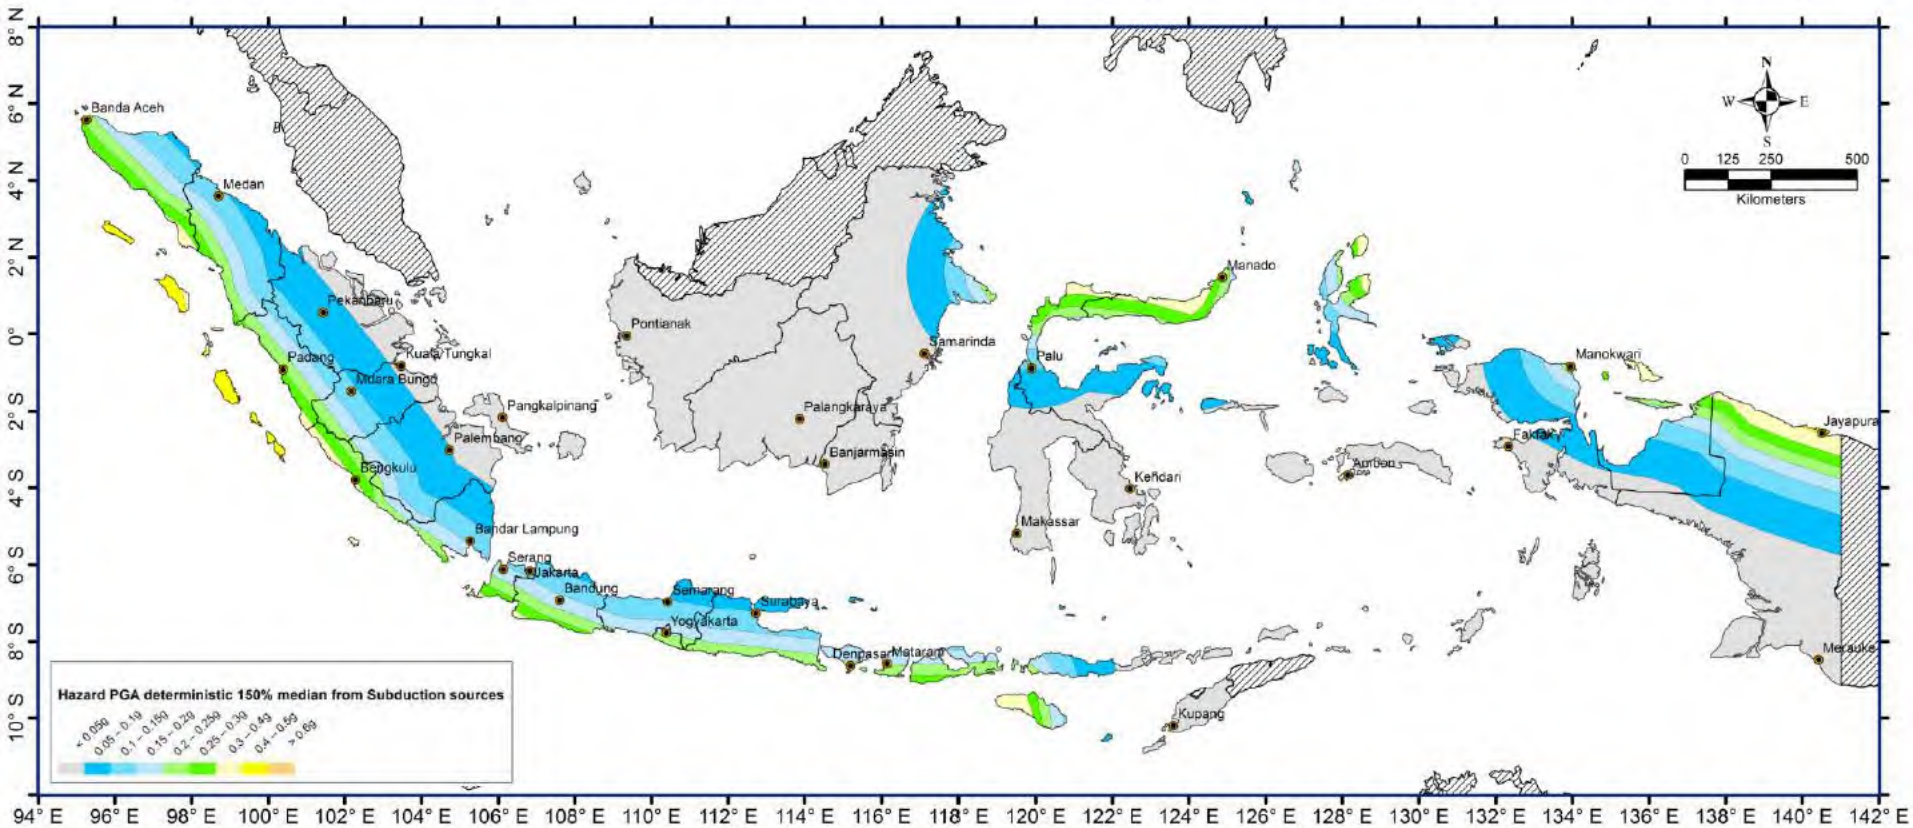 8° N
6° N
4° N
2° N
0°
2° S
4° S
6° S
8° S
10° S
N
W
E
S
0 125 250 500
Kilometers
Banda Aceh
Medan
Manado
Pekanbaru
Pontianak
Samarinda
Palu
Manokwari
Padang
Kuala Tungkal
Muara Bungo
Pangkalpinang
Palangkaraya
Jayapura
Palembang
Fakfak
Banjarmasin
Bengkulu
Ambon
Kendari
Bandar Lampung
Makassar
Serang
Jakarta
Bandung
Semarang
Surabaya
Yogyakarta
Denpasar
Mataram
Merauke
Kupang
Hazard PGA deterministic 150% median from Subduction sources
< 0.05g
0.05 – 0.1g
0.1 – 0.15g
0.15 – 0.2g
0.2 – 0.25g
0.25 – 0.3g
0.3 – 0.4g
0.4 – 0.5g
> 0.6g
94° E 96° E 98° E 100° E 102° E 104° E 106° E 108° E 110° E 112° E 114° E 116° E 118° E 120° E 122° E 124° E 126° E 128° E 130° E 132° E 134° E 136° E 138° E 140° E 142° E